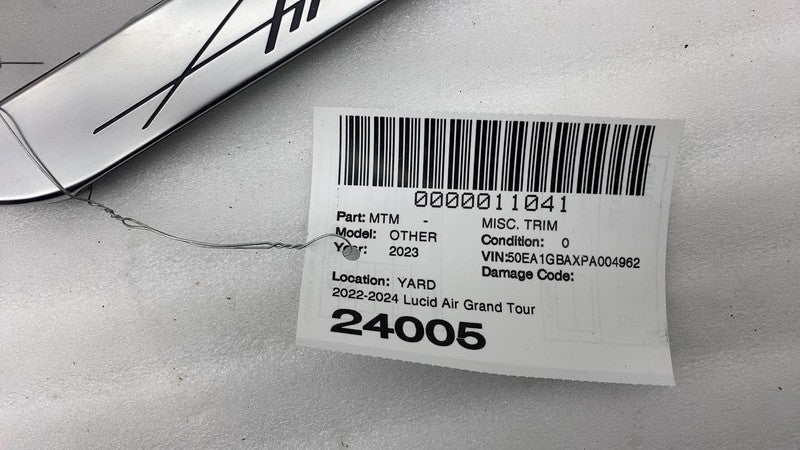 0000011041
Part: MTM - MISC. TRIM
Model: OTHER Condition: 0
Year: 2023 VIN:50EA1GBAXPA004962
Damage Code:
Location: YARD
2022-2024 Lucid Air Grand Tour
24005